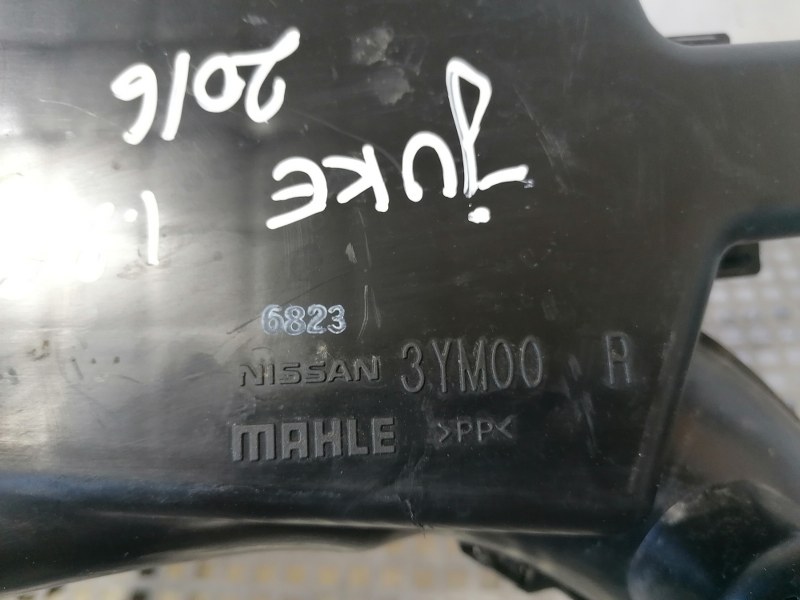 JUKE
2016
6823
NISSAN 3YM00 R
MAHLE >PP<